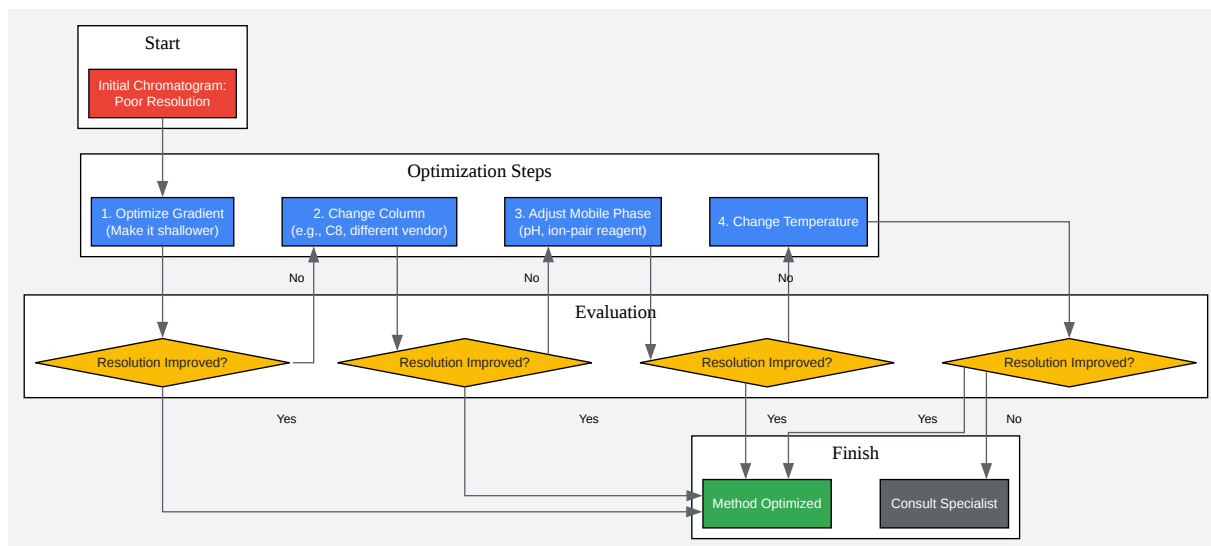 Start
Initial Chromatogram:
Poor Resolution
Optimization Steps
1. Optimize Gradient
(Make it shallower)
2. Change Column
(e.g., C8, different vendor)
3. Adjust Mobile Phase
(pH, ion-pair reagent)
4. Change Temperature
No
No
No
Evaluation
Resolution Improved?
Resolution Improved?
Resolution Improved?
Resolution Improved?
Yes
Yes
Yes
Yes
No
Finish
Method Optimized
Consult Specialist